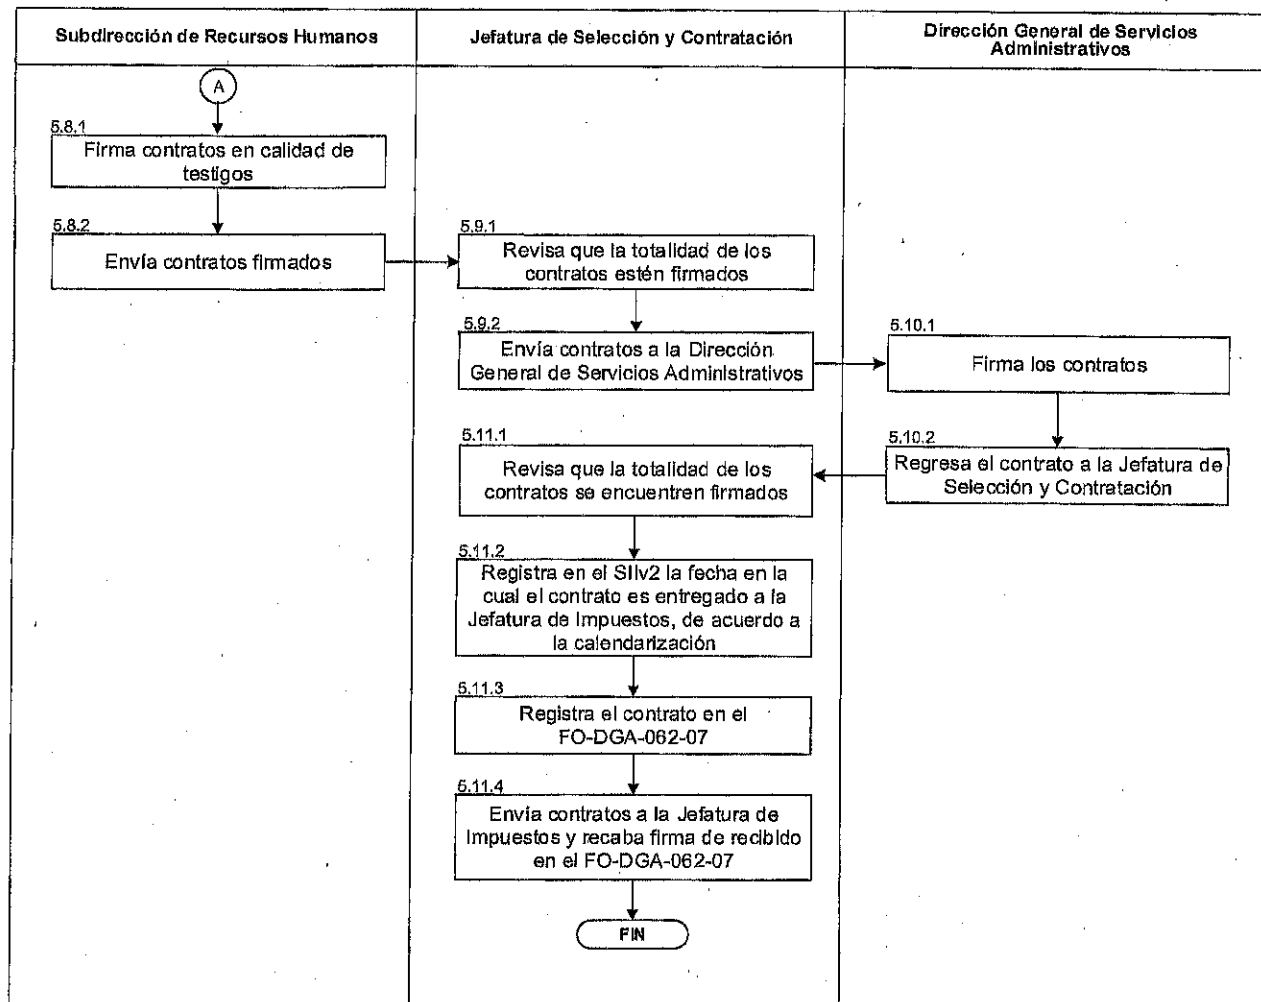 Subdirección de Recursos Humanos
Jefatura de Selección y Contratación
Dirección General de Servicios
Administrativos
A
5.8.1
Firma contratos en calidad de
testigos
5.8.2
Envía contratos firmados
5.9.1
Revisa que la totalidad de los
contratos estén firmados
5.9.2
Envía contratos a la Dirección
General de Servicios Administrativos
5.10.1
Firma los contratos
5.10.2
Regresa el contrato a la Jefatura de
Selección y Contratación
5.11.1
Revisa que la totalidad de los
contratos se encuentren firmados
5.11.2
Registra en el SIIv2 la fecha en la
cual el contrato es entregado a la
Jefatura de Impuestos, de acuerdo a
la calendarización
5.11.3
Registra el contrato en el
FO-DGA-062-07
5.11.4
Envía contratos a la Jefatura de
Impuestos y recaba firma de recibido
en el FO-DGA-062-07
FIN